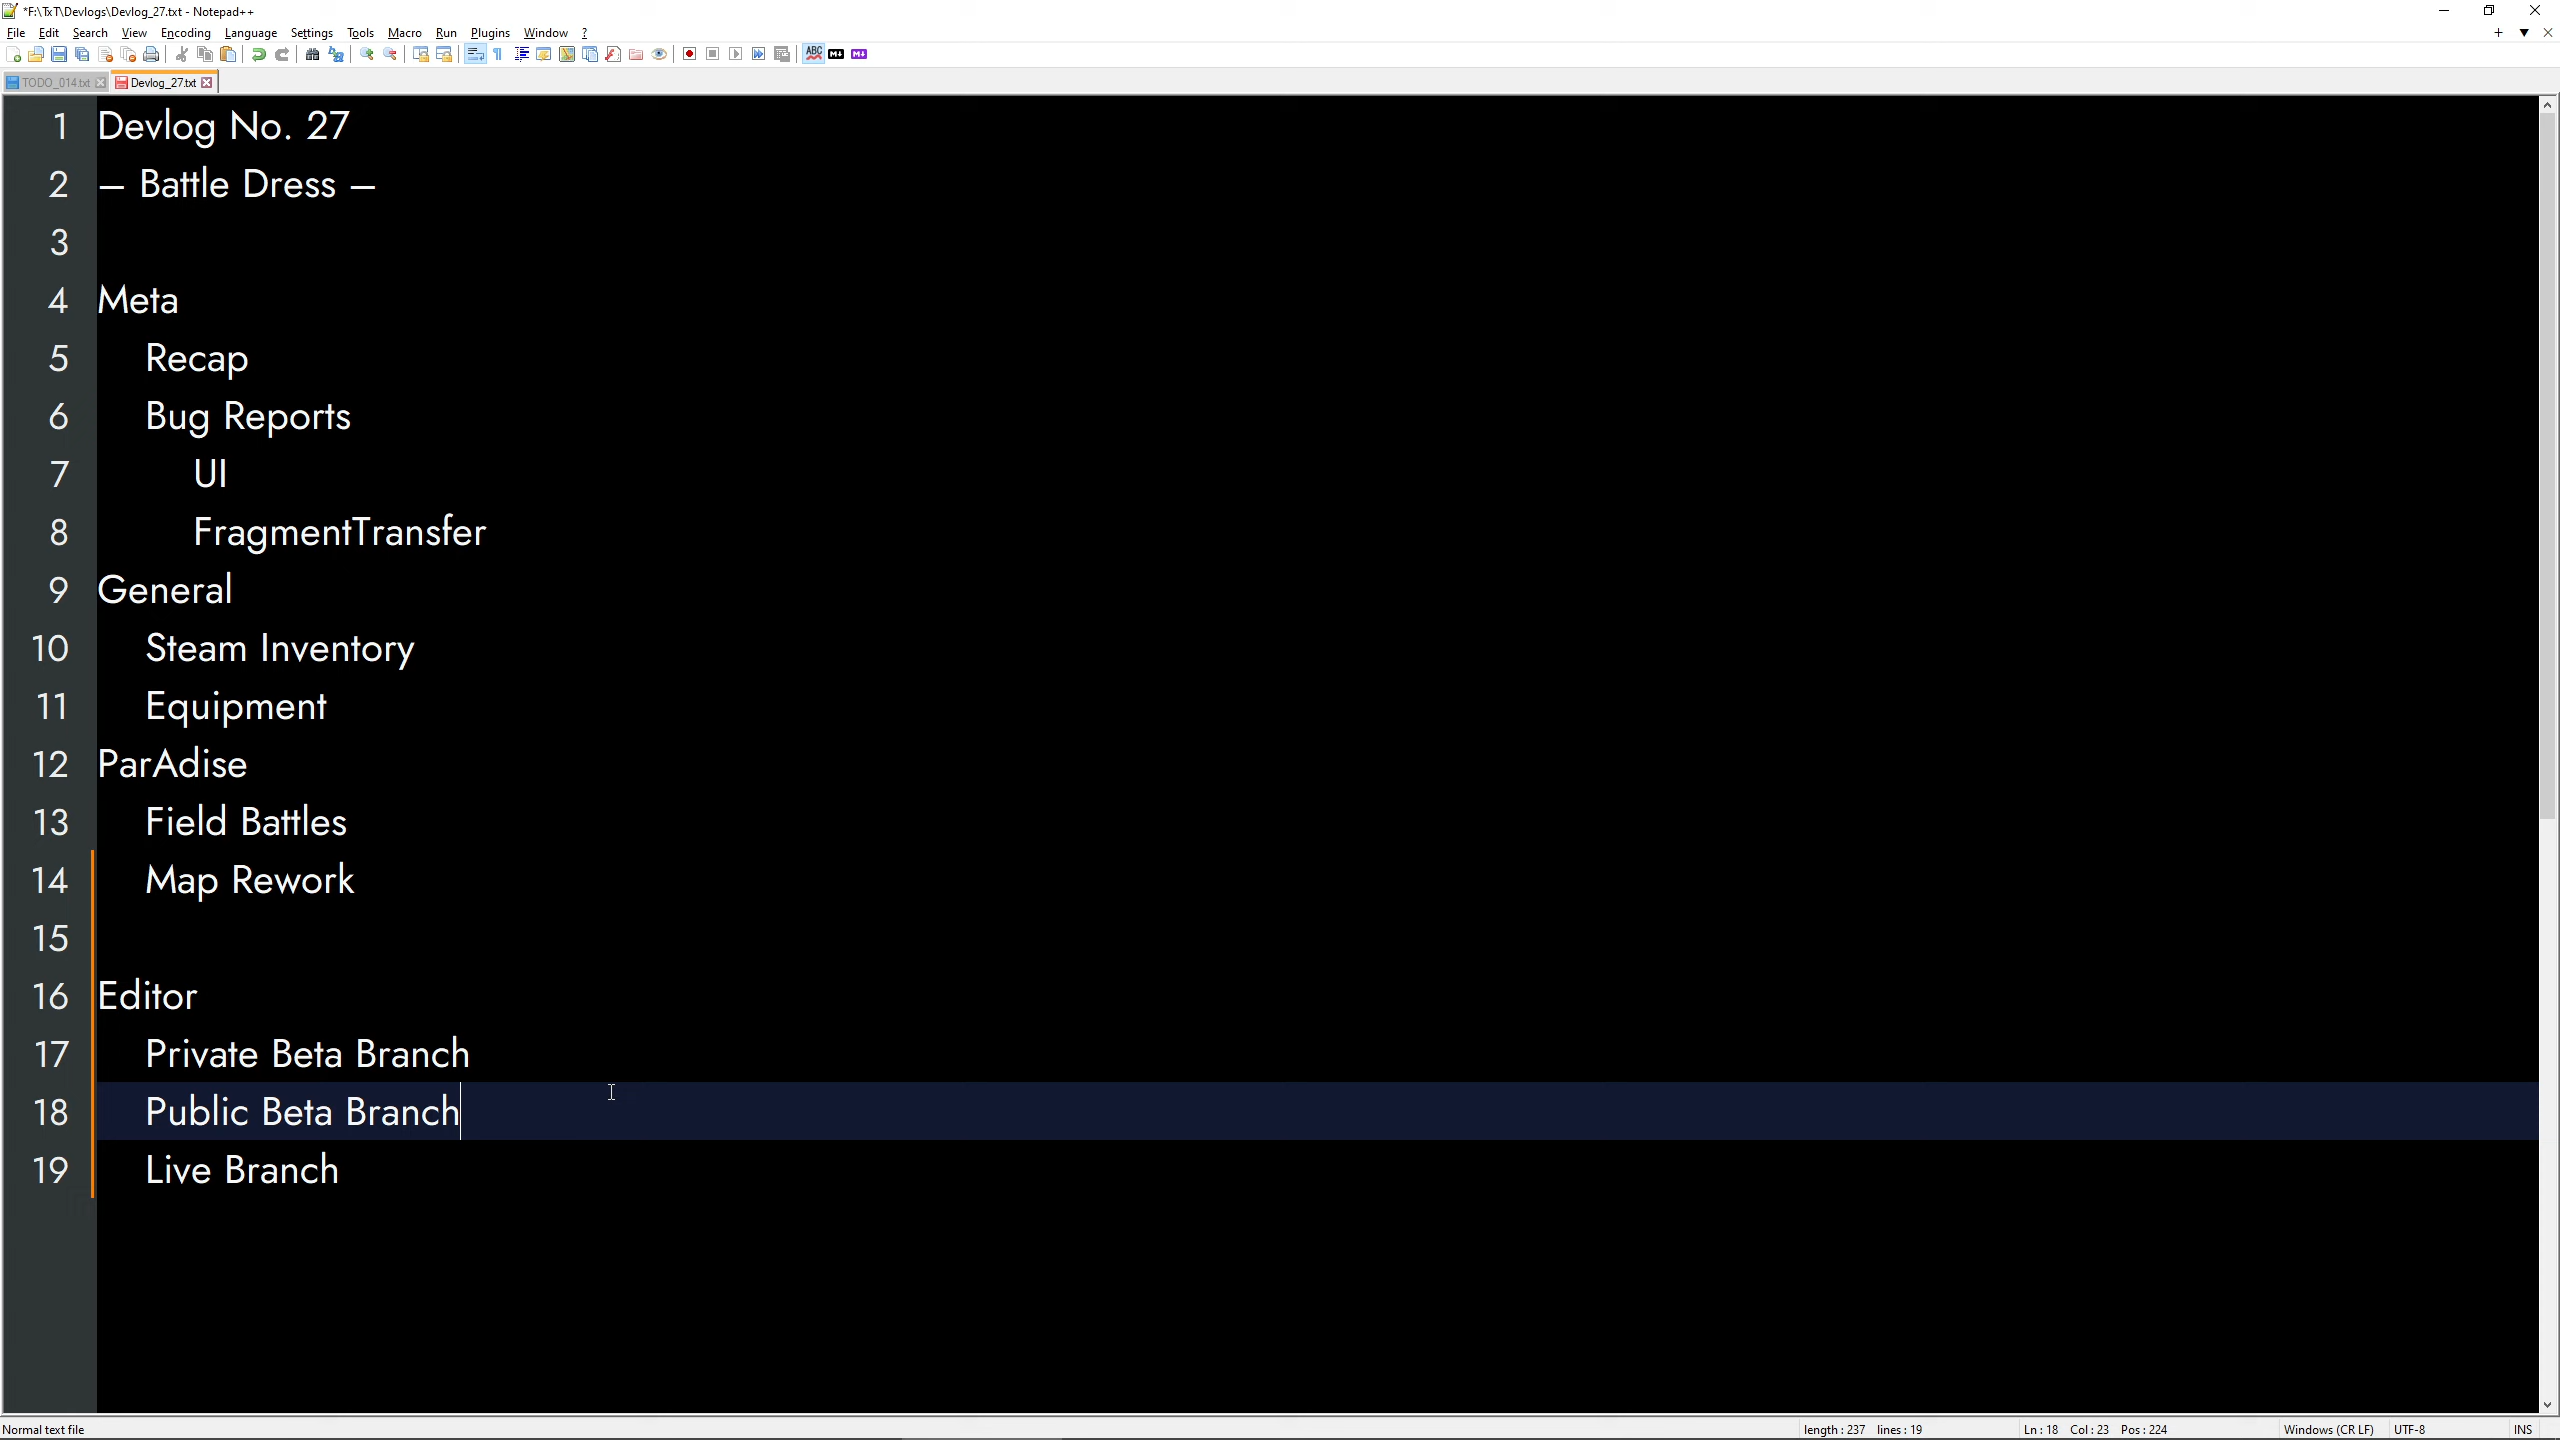 *F:\TxT\Devlogs\Devlog_27.txt - Notepad++
File Edit Search View Encoding Language Settings Tools Macro Run Plugins Window ?
TODO_014.txt Devlog_27.txt
1 Devlog No. 27
2 – Battle Dress –
3
4 Meta
5 Recap
6 Bug Reports
7 UI
8 FragmentTransfer
9 General
10 Steam Inventory
11 Equipment
12 ParAdise
13 Field Battles
14 Map Rework
15
16 Editor
17 Private Beta Branch
18 Public Beta Branch
19 Live Branch
Normal text file length : 237 lines : 19 Ln : 18 Col : 23 Pos : 224 Windows (CR LF) UTF-8 INS